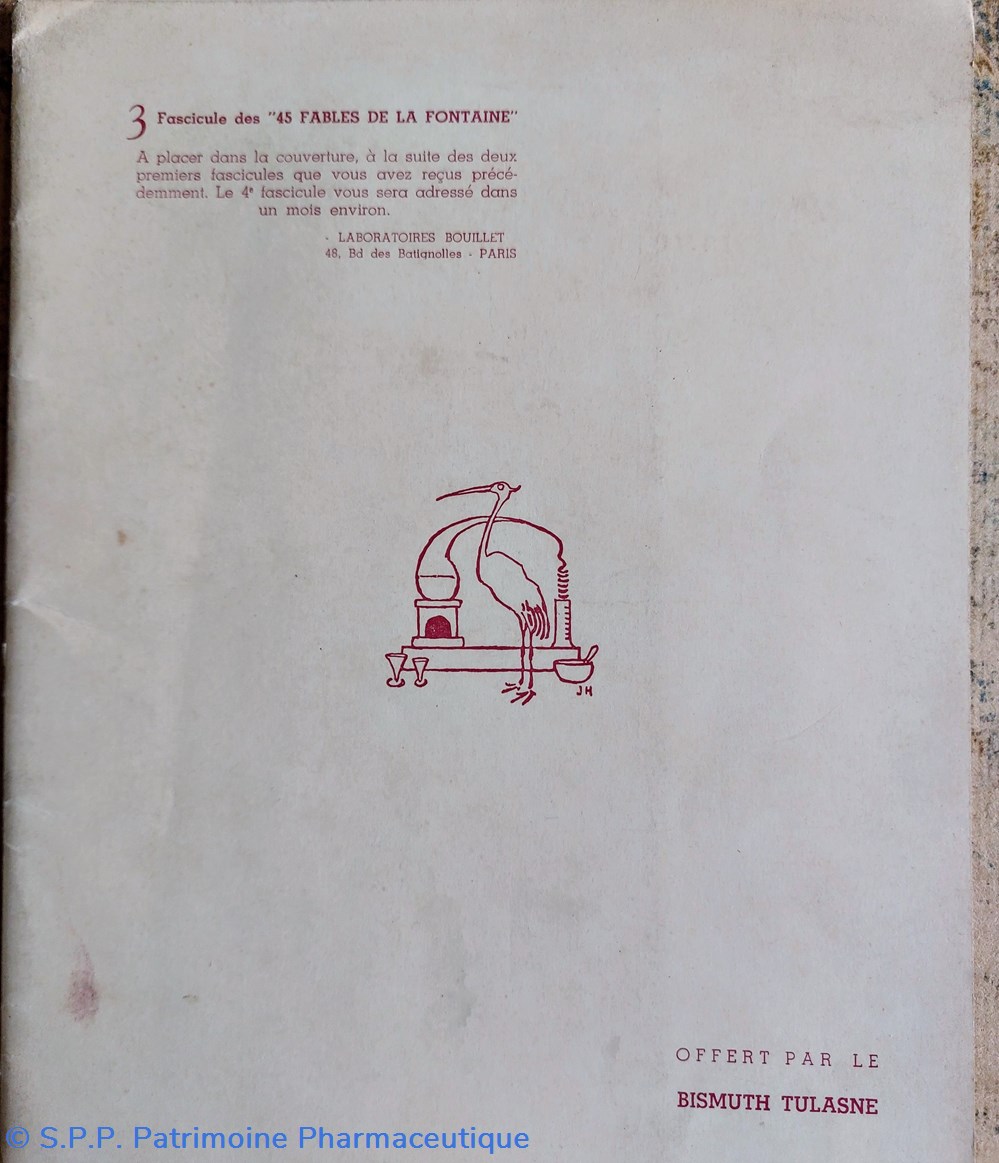 3 Fascicule des "45 FABLES DE LA FONTAINE"
A placer dans la couverture, à la suite des deux
premiers fascicules que vous avez reçus précé-
demment. Le 4e fascicule vous sera adressé dans
un mois environ.
- LABORATOIRES BOUILLET
48, Bd des Batignolles - PARIS
JH
OFFERT PAR LE
BISMUTH TULASNE
© S.P.P. Patrimoine Pharmaceutique